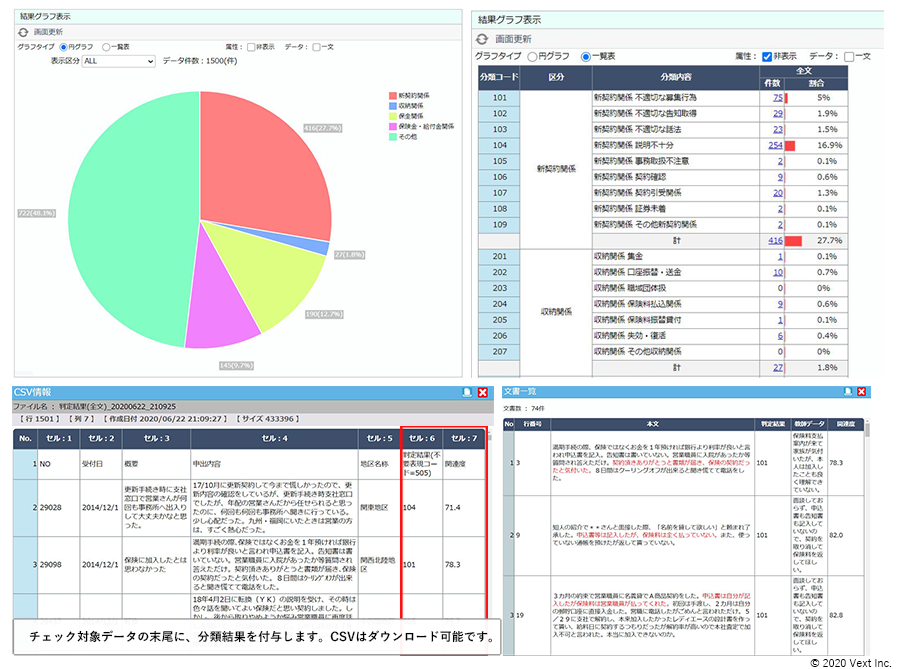 結果グラフ表示
画面更新
グラフタイプ 円グラフ 一覧表 属性： 非表示 データ： 一文
表示区分 ALL データ件数：1500(件)
新契約関係
収納関係
保全関係
保険金・給付金関係
その他
416(27.7%)
722(48.1%)
27(1.8%)
190(12.7%)
145(9.7%)
結果グラフ表示
画面更新
グラフタイプ 円グラフ 一覧表 属性： 非表示 データ： 一文
分類コード 区分 分類内容 全文
件数 割合
101 新契約関係 不適切な募集行為 75 5%
102 新契約関係 不適切な告知取得 29 1.9%
103 新契約関係 不適切な話法 23 1.5%
104 新契約関係 説明不十分 254 16.9%
105 新契約関係 事務取扱不注意 2 0.1%
新契約関係
106 新契約関係 契約確認 9 0.6%
107 新契約関係 契約引受関係 20 1.3%
108 新契約関係 証券未着 2 0.1%
109 新契約関係 その他新契約関係 2 0.1%
計 416 27.7%
201 収納関係 集金 1 0.1%
202 収納関係 口座振替・送金 10 0.7%
203 収納関係 職域団体扱 0 0%
204 収納関係 保険料払込関係 9 0.6%
収納関係
205 収納関係 保険料振替貸付 1 0.1%
206 収納関係 失効・復活 6 0.4%
207 収納関係 その他収納関係 0 0%
計 27 1.8%
CSV情報
ファイル名： 判定結果(全文)_20200622_210925
【 行 1501 】 【 列 7 】 【 作成日付 2020/06/22 21:09:27 】 【 サイズ 433396 】
No. セル：1 セル：2 セル：3 セル：4 セル：5 セル：6 セル：7
1 NO 受付日 概要 申出内容 地区名称 判定結果(不要表現コード=505) 関連度
2 29028 2014/12/1
更新手続き時に支社
窓口で営業さんが何
回も事務所へ出入り
して大丈夫かなと思
った。
17/10月に更新契約して今まで慌しかったので、更
新内容の確認をしているが、更新手続き時支社窓口
でしたが、年配の営業さんだから任せられると思っ
たのに、何回も何回も事務所へ聞きに行っている。
少し心配だった。九州・福岡にいたときは営業の方
は、すごく熱心だった。
関東地区 104 71.4
3 29098 2014/12/1
保険に加入したとは
思わなかった
満期手続の際、保険ではなくお金を１年預ければ銀行
より利率が良いと言われ申込書を記入。告知書は書
いていない。営業職員に入院があったか等質問され答
えただけ。契約頂きありがとうと書類が届き、保険
の契約だったと気付いた。８日間はｸｰﾘﾝｸﾞｵﾌが出来
ると聞き慌てて電話をした。
関西北陸地区 101 78.3
18年4月2日に転換（ＹＫ）の説明を受け、その時は
色々話を聞いてよい保険だと思い契約しました。し
チェック対象データの末尾に、分類結果を付与します。CSVはダウンロード可能です。
文書一覧
文書数： 74件
No 行番号 本文 判定結果 教師データ 関連度
1 3
満期手続の際、保険ではなくお金を１年預ければ銀行より利率が良いと言
われ申込書を記入。告知書は書いていない。営業職員に入院があったか等質
問され答えただけ。契約頂きありがとうと書類が届き、保険の契約だっ
たと気付いた。８日間はクーリングオフが出来ると聞き慌てて電話をし
た。
101
保険料支払
案内が来て
家族が気付
いたが、本
人は加入し
たことも良
く理解でき
ていない。
78.3
2 9
知人の紹介で＊＊さんと面接した際、「名前を貸して欲しい」と頼まれ了
承した。申込書等は記入したが、保険料は全く払っていない。また、使っ
ていない通帳を預けたが返して貰っていない。
101
面談してお
らず、申込
書も告知書
も記入して
いないの
で、契約を
取り消して
保険料を返
してほし
い。
82.0
3 19
３カ月の約束で営業職員に名義貸でＡ商品契約をした。申込書は自分が記
入したが保険料は営業職員が払ってくれた。初回は手渡し、２カ月は自分
の御野口座に直接入金した。営職に電話したがごめんと言われただけ。５
／２９に支社で解約し、本来加入したかったレディエースの設計書を作っ
て貰い、給料日に契約するつもりだったが解約率が高いので本社査定で加
入不可と言われた。本当に加入できないのか。
101
面談してお
らず、申込
書も告知書
も記入して
いないの
で、契約を
取り消して
保険料を返
してほし
い。
82.8
© 2020 Vext Inc.